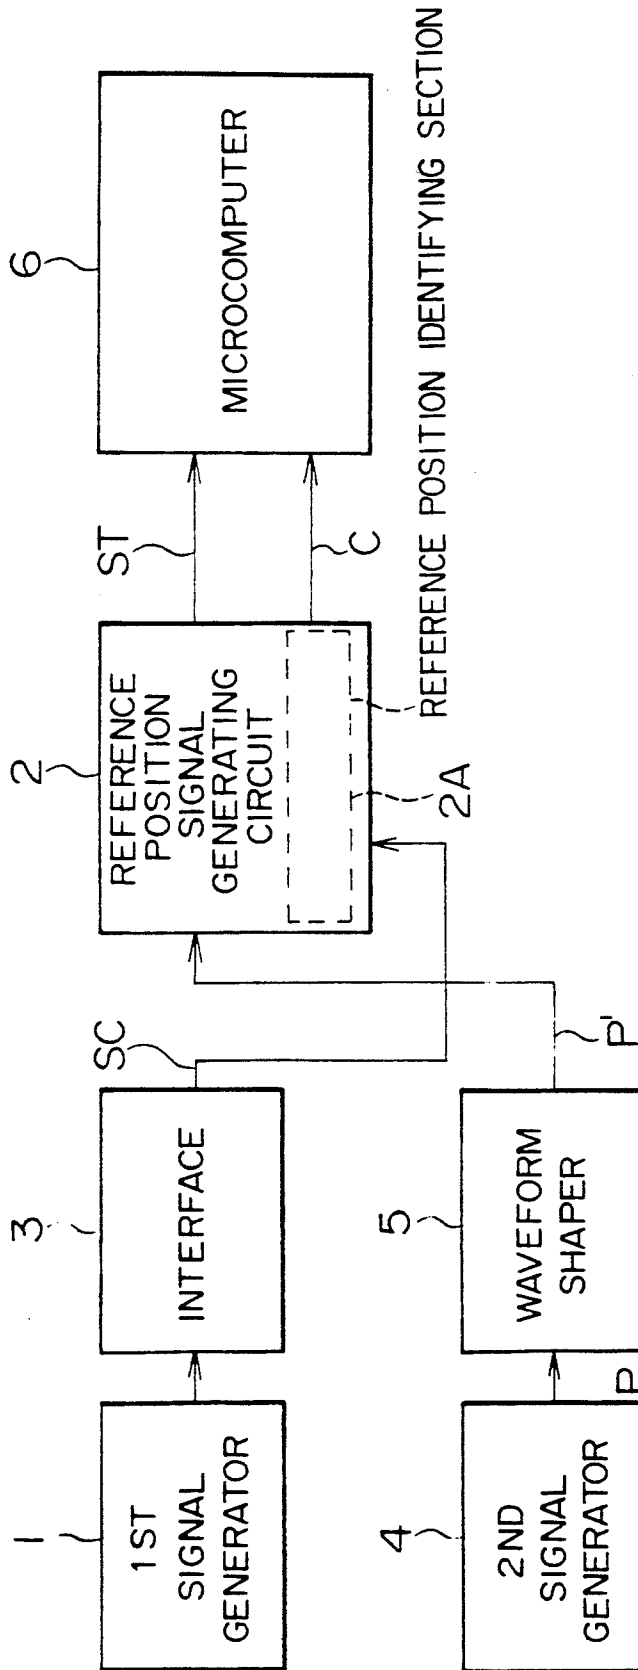 1
1ST
SIGNAL
GENERATOR
3
INTERFACE
SC
2
REFERENCE
POSITION
SIGNAL
GENERATING
CIRCUIT
2A
REFERENCE POSITION IDENTIFYING SECTION
ST
C
6
MICROCOMPUTER
4
2ND
SIGNAL
GENERATOR
P
5
WAVEFORM
SHAPER
P'